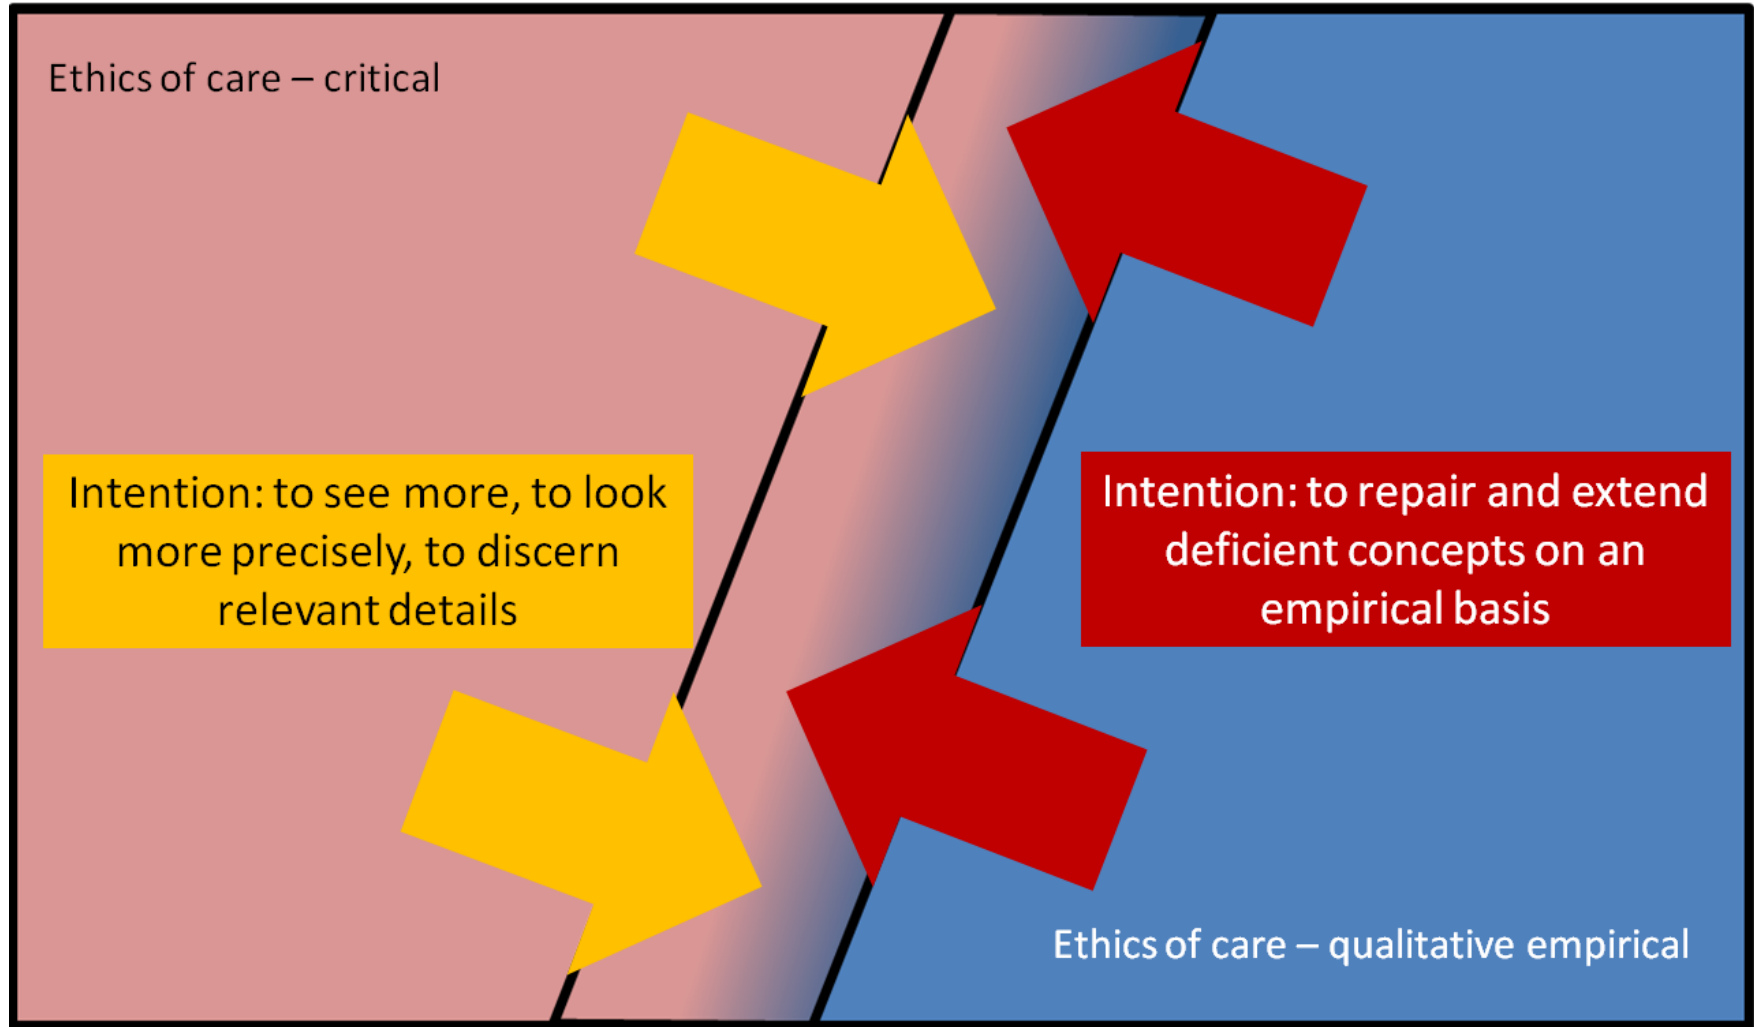 Ethics of care – critical
Intention: to see more, to look
more precisely, to discern
relevant details
Intention: to repair and extend
deficient concepts on an
empirical basis
Ethics of care – qualitative empirical